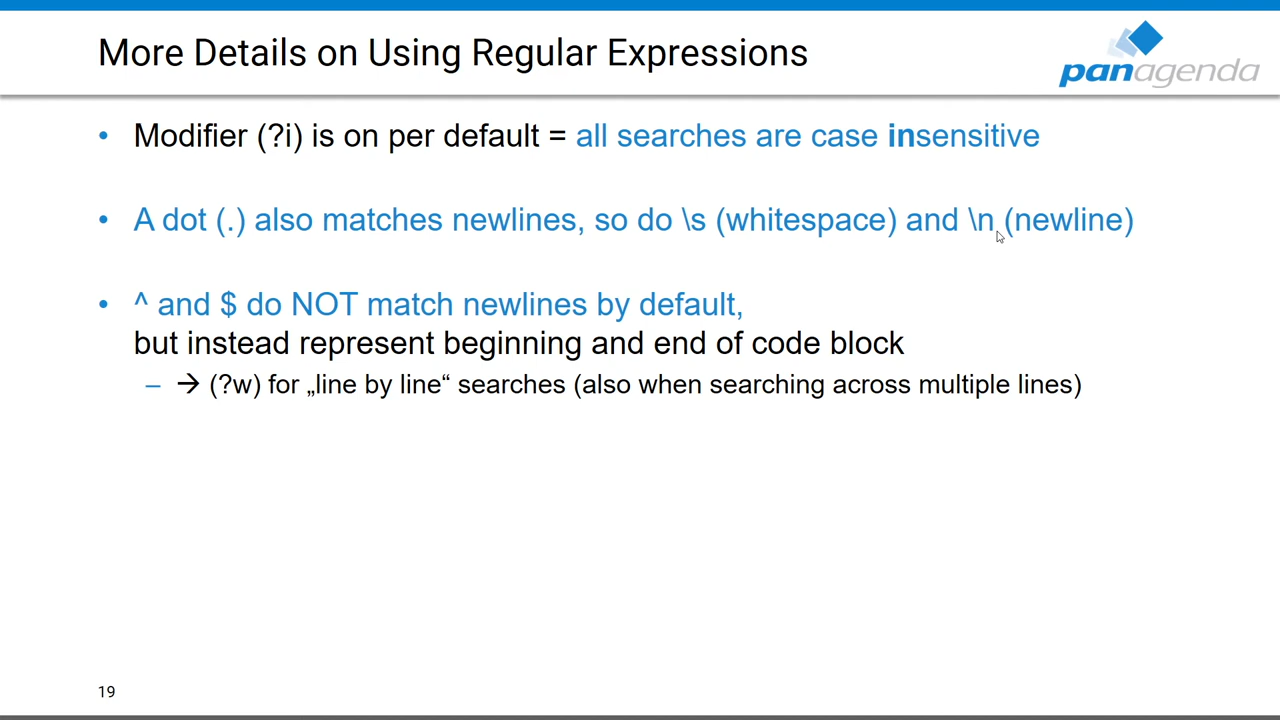 More Details on Using Regular Expressions
panagenda
• Modifier (?i) is on per default = all searches are case insensitive
• A dot (.) also matches newlines, so do \s (whitespace) and \n (newline)
• ^ and $ do NOT match newlines by default,
but instead represent beginning and end of code block
– → (?w) for „line by line“ searches (also when searching across multiple lines)
19